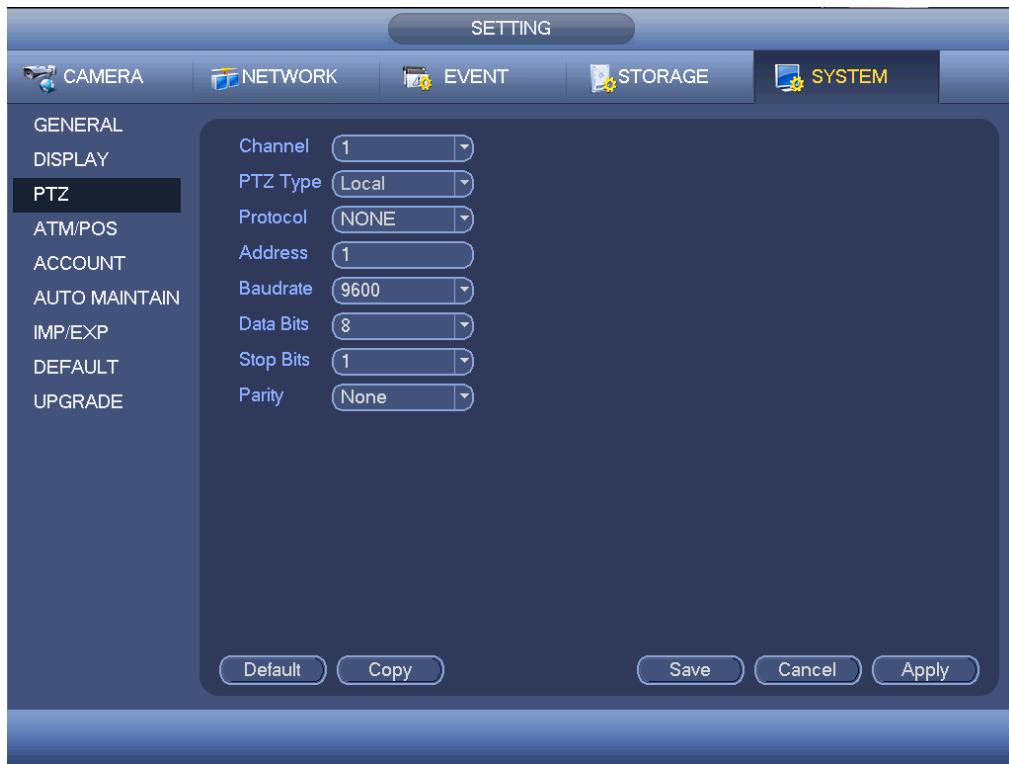 SETTING
CAMERA NETWORK EVENT STORAGE SYSTEM
GENERAL
DISPLAY
PTZ
ATM/POS
ACCOUNT
AUTO MAINTAIN
IMP/EXP
DEFAULT
UPGRADE
Channel 1
PTZ Type Local
Protocol NONE
Address 1
Baudrate 9600
Data Bits 8
Stop Bits 1
Parity None
Default Copy Save Cancel Apply